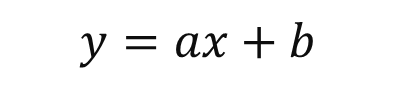 y = ax + b